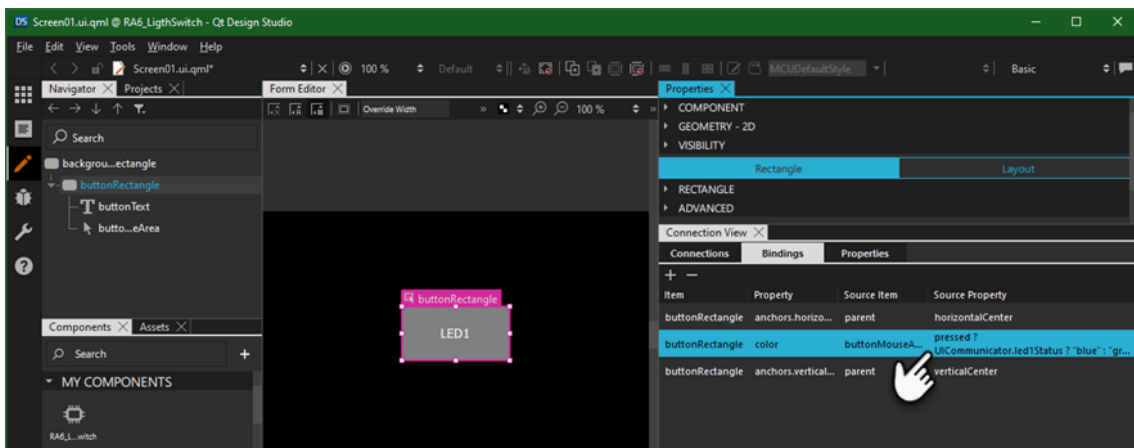 DS Screen01.ui.qml @ RA6_LigthSwitch - Qt Design Studio
File Edit View Tools Window Help
Screen01.ui.qml* 100 % Default MCUDefaultStyle Basic
Navigator Projects Form Editor Properties
Override Width » 100 % »
Search
backgrou...ectangle
buttonRectangle
buttonText
butto...eArea
Components Assets
Search +
MY COMPONENTS
RA6_L...witch
buttonRectangle
LED1
COMPONENT
GEOMETRY - 2D
VISIBILITY
Rectangle Layout
RECTANGLE
ADVANCED
Connection View
Connections Bindings Properties
+ −
Item Property Source Item Source Property
buttonRectangle anchors.horizo... parent horizontalCenter
buttonRectangle color buttonMouseA... pressed ?
UICommunicator.led1Status ? "blue" : "gr...
buttonRectangle anchors.vertical... parent verticalCenter